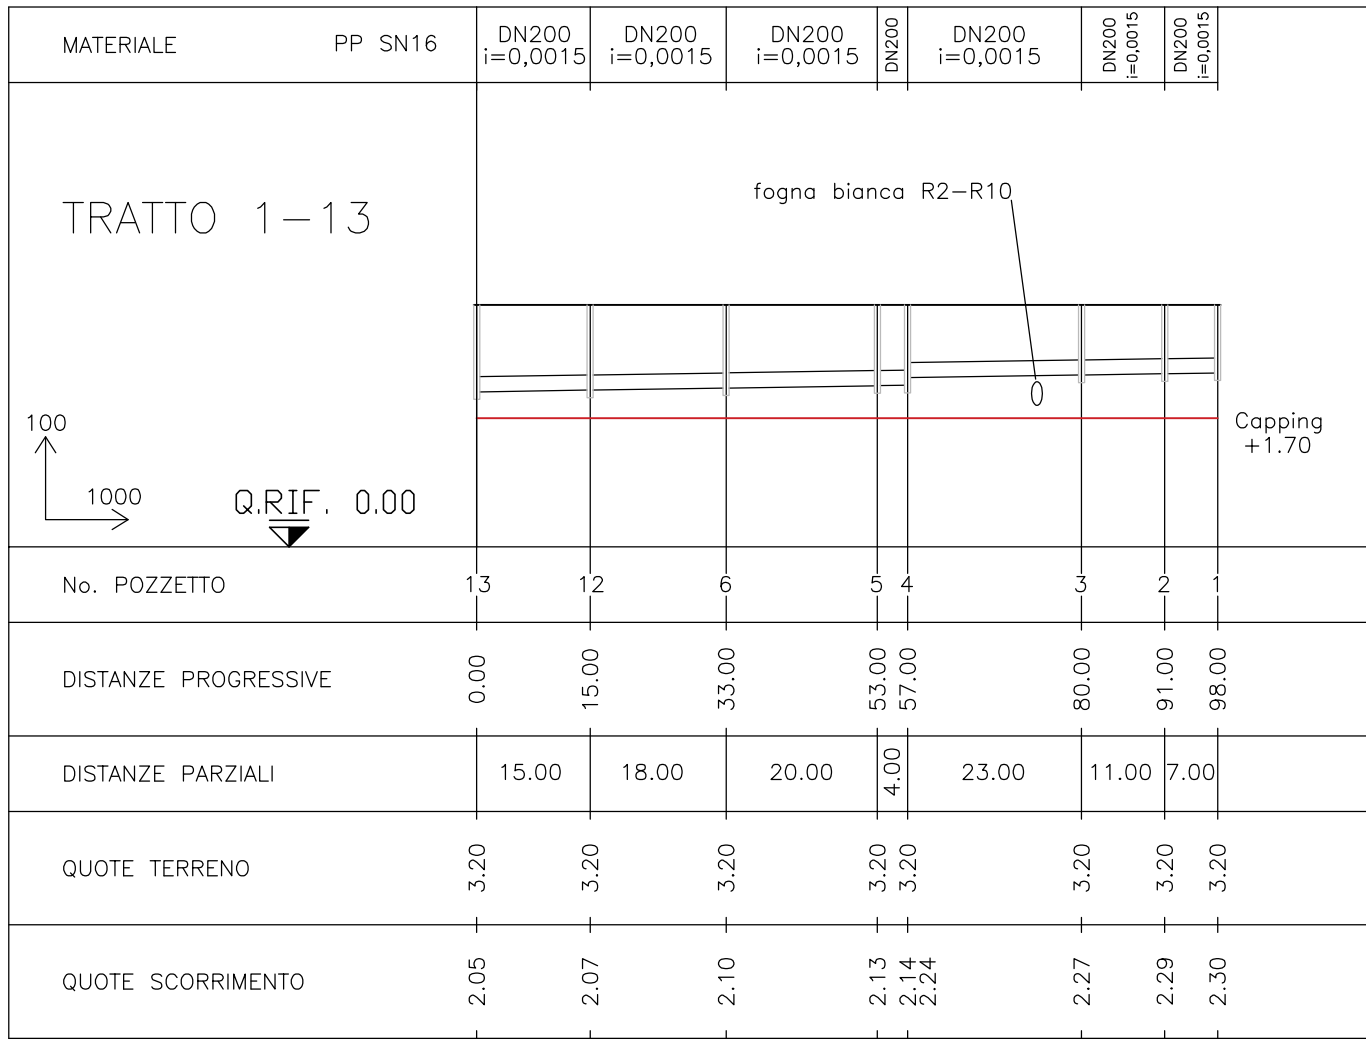 MATERIALE PP SN16
DN200
i=0,0015
DN200
i=0,0015
DN200
i=0,0015
DN200
DN200
i=0,0015
DN200
i=0,0015
DN200
i=0,0015
TRATTO 1-13
fogna bianca R2-R10
100
1000
Q.RIF. 0.00
Capping
+1.70
No. POZZETTO 13 12 6 5 4 3 2 1
DISTANZE PROGRESSIVE 0.00 15.00 33.00 53.00 57.00 80.00 91.00 98.00
DISTANZE PARZIALI 15.00 18.00 20.00 4.00 23.00 11.00 7.00
QUOTE TERRENO 3.20 3.20 3.20 3.20 3.20 3.20 3.20 3.20
QUOTE SCORRIMENTO 2.05 2.07 2.10 2.13 2.14 2.24 2.27 2.29 2.30